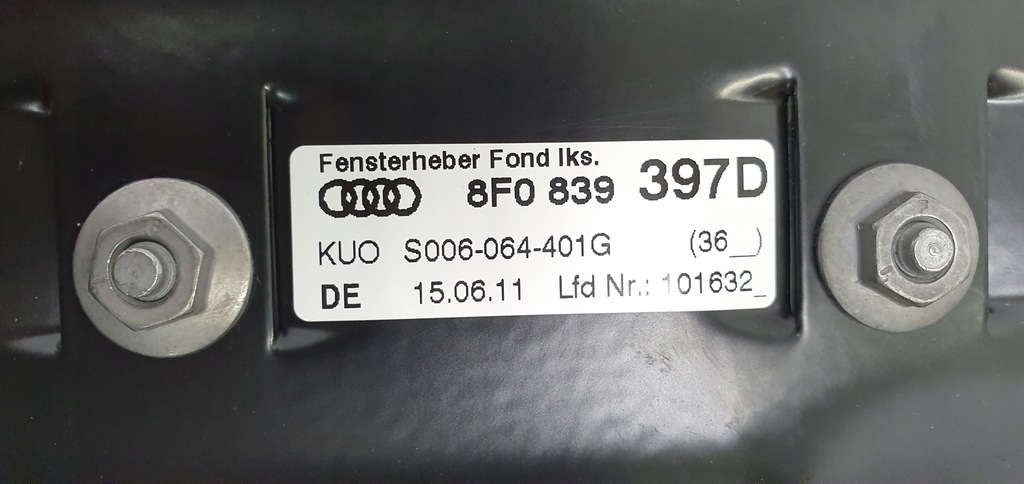 Fensterheber Fond lks.
8F0 839 397D
KUO S006-064-401G (36__)
DE 15.06.11 Lfd Nr.: 101632_